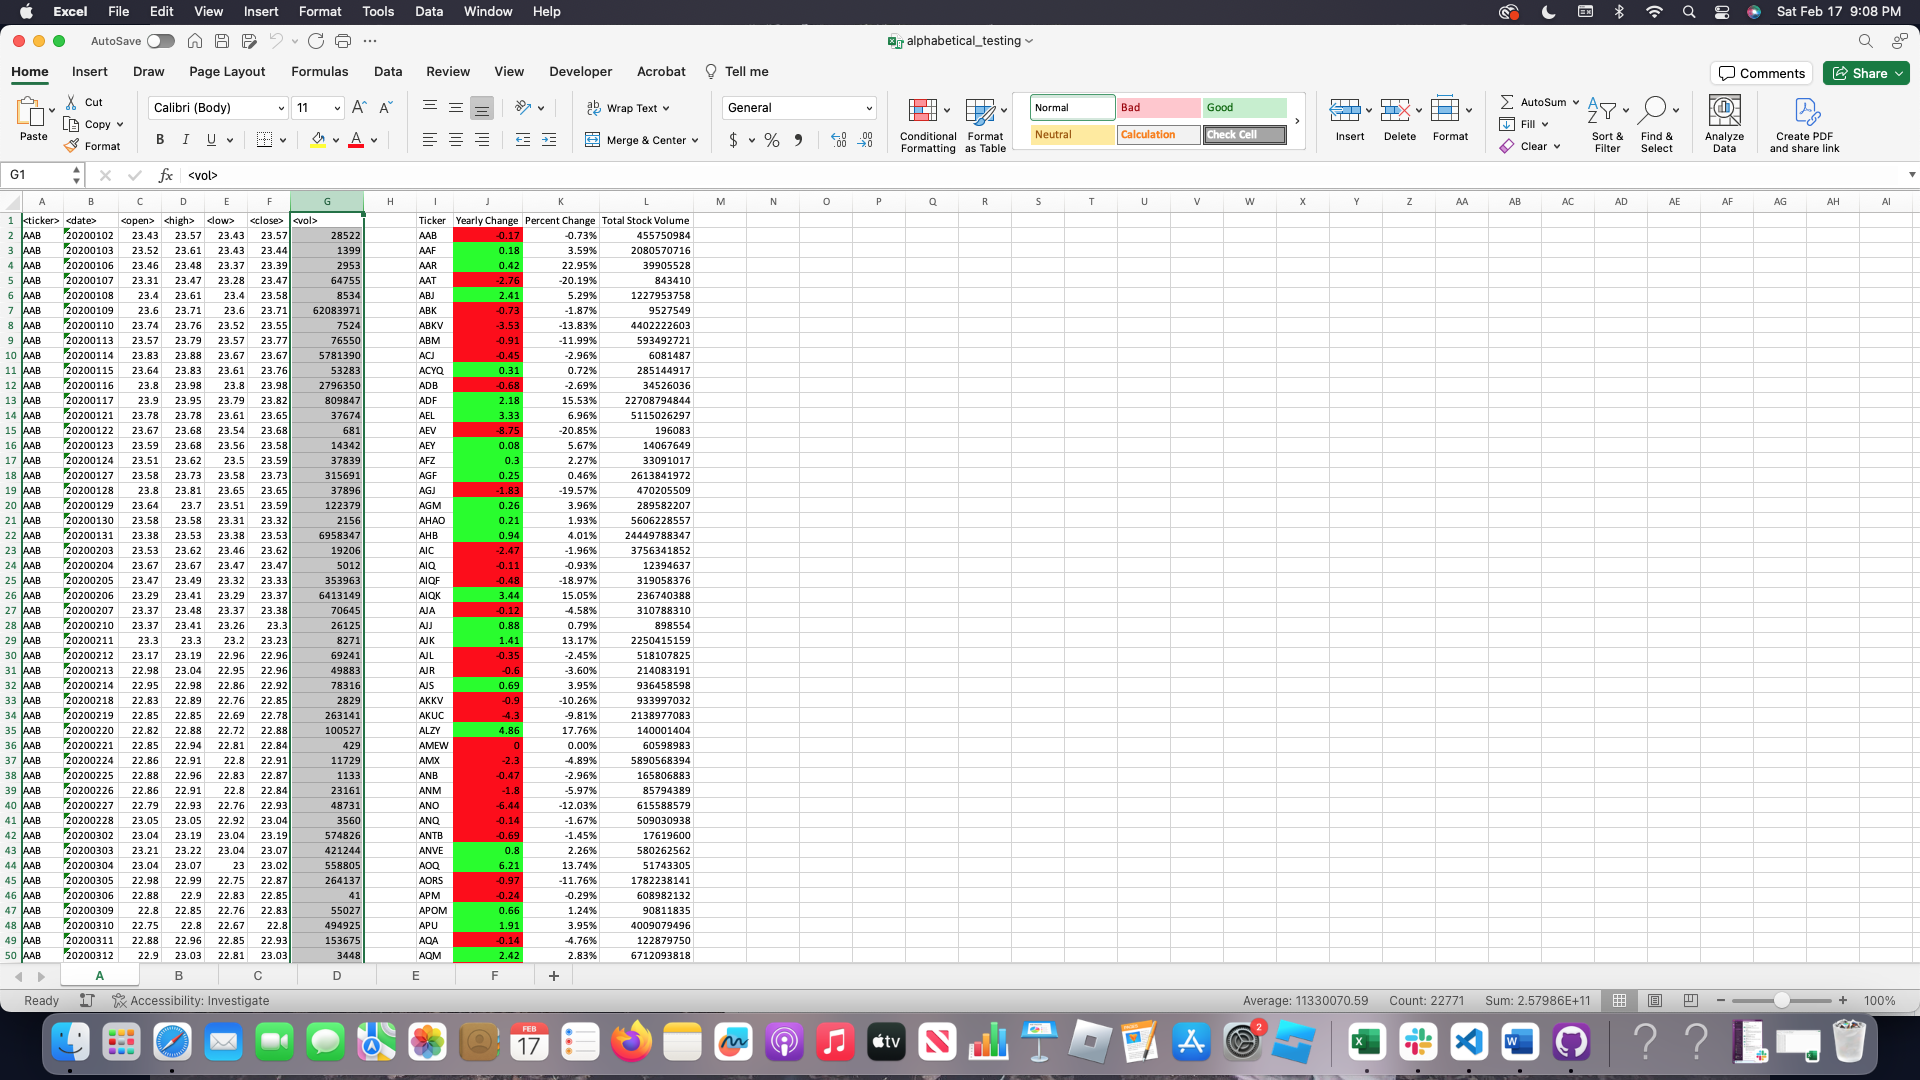 Excel File Edit View Insert Format Tools Data Window Help Sat Feb 17 9:08 PM
AutoSave alphabetical_testing
Home Insert Draw Page Layout Formulas Data Review View Developer Acrobat Tell me Comments Share
Paste Cut Copy Format
Calibri (Body) 11 B I U A
ab Wrap Text Merge & Center
General $ % 9
Conditional Formatting Format as Table
Normal Bad Good
Neutral Calculation Check Cell
Insert Delete Format
AutoSum Fill Clear
Sort & Filter Find & Select Analyze Data Create PDF and share link
G1 fx <vol>
A B C D E F G H I J K L M N O P Q R S T U V W X Y Z AA AB AC AD AE AF AG AH AI
1 <ticker> <date> <open> <high> <low> <close> <vol> Ticker Yearly Change Percent Change Total Stock Volume
2 AAB 20200102 23.43 23.57 23.43 23.57 28522 AAB -0.17 -0.73% 455750984
3 AAB 20200103 23.52 23.61 23.43 23.44 1399 AAF 0.18 3.59% 2080570716
4 AAB 20200106 23.46 23.48 23.37 23.39 2953 AAR 0.42 22.95% 39905528
5 AAB 20200107 23.31 23.47 23.28 23.47 64755 AAT -2.76 -20.19% 843410
6 AAB 20200108 23.4 23.61 23.4 23.58 8534 ABJ 2.41 5.29% 1227953758
7 AAB 20200109 23.6 23.71 23.6 23.71 62083971 ABK -0.73 -1.87% 9527549
8 AAB 20200110 23.74 23.76 23.52 23.55 7524 ABKV -3.53 -13.83% 4402222603
9 AAB 20200113 23.57 23.79 23.57 23.77 76550 ABM -0.91 -11.99% 593492721
10 AAB 20200114 23.83 23.88 23.67 23.67 5781390 ACJ -0.45 -2.96% 6081487
11 AAB 20200115 23.64 23.83 23.61 23.76 53283 ACYQ 0.31 0.72% 285144917
12 AAB 20200116 23.8 23.98 23.8 23.98 2796350 ADB -0.68 -2.69% 34526036
13 AAB 20200117 23.9 23.95 23.79 23.82 809847 ADF 2.18 15.53% 22708794844
14 AAB 20200121 23.78 23.78 23.61 23.65 37674 AEL 3.33 6.96% 5115026297
15 AAB 20200122 23.67 23.68 23.54 23.68 681 AEV -8.75 -20.85% 196083
16 AAB 20200123 23.59 23.68 23.56 23.58 14342 AEY 0.08 5.67% 14067649
17 AAB 20200124 23.51 23.62 23.5 23.59 37839 AFZ 0.3 2.27% 33091017
18 AAB 20200127 23.58 23.73 23.58 23.73 315691 AGF 0.25 0.46% 2613841972
19 AAB 20200128 23.8 23.81 23.65 23.65 37896 AGJ -1.83 -19.57% 470205509
20 AAB 20200129 23.64 23.7 23.51 23.59 122379 AGM 0.26 3.96% 289582207
21 AAB 20200130 23.58 23.58 23.31 23.32 2156 AHAO 0.21 1.93% 5606228557
22 AAB 20200131 23.38 23.53 23.38 23.53 6958347 AHB 0.94 4.01% 24449788347
23 AAB 20200203 23.53 23.62 23.46 23.62 19206 AIC -2.47 -1.96% 3756341852
24 AAB 20200204 23.67 23.67 23.47 23.47 5012 AIQ -0.11 -0.93% 12394637
25 AAB 20200205 23.47 23.49 23.32 23.33 353963 AIQF -0.48 -18.97% 319058376
26 AAB 20200206 23.29 23.41 23.29 23.37 6413149 AIQK 3.44 15.05% 236740388
27 AAB 20200207 23.37 23.48 23.37 23.38 70645 AJA -0.12 -4.58% 310788310
28 AAB 20200210 23.37 23.41 23.26 23.3 26125 AJJ 0.88 0.79% 898554
29 AAB 20200211 23.3 23.3 23.2 23.23 8271 AJK 1.41 13.17% 2250415159
30 AAB 20200212 23.17 23.19 22.96 22.96 69241 AJL -0.35 -2.45% 518107825
31 AAB 20200213 22.98 23.04 22.95 22.96 49883 AJR -0.6 -3.60% 214083191
32 AAB 20200214 22.95 22.98 22.86 22.92 78316 AJS 0.69 3.95% 936458598
33 AAB 20200218 22.83 22.89 22.76 22.85 2829 AKKV -0.9 -10.26% 933997032
34 AAB 20200219 22.85 22.85 22.69 22.78 263141 AKUC -4.3 -9.81% 2138977083
35 AAB 20200220 22.82 22.88 22.72 22.88 100527 ALZY 4.86 17.76% 140001404
36 AAB 20200221 22.85 22.94 22.81 22.84 429 AMEW 0 0.00% 60598983
37 AAB 20200224 22.86 22.91 22.8 22.91 11729 AMX -2.3 -4.89% 5890568394
38 AAB 20200225 22.88 22.96 22.83 22.87 1133 ANB -0.47 -2.96% 165806883
39 AAB 20200226 22.86 22.91 22.8 22.84 23161 ANM -1.8 -5.97% 85794389
40 AAB 20200227 22.79 22.93 22.76 22.93 48731 ANO -6.44 -12.03% 615588579
41 AAB 20200228 23.05 23.05 22.92 23.04 3560 ANQ -0.14 -1.67% 509030938
42 AAB 20200302 23.04 23.19 23.04 23.19 574826 ANTB -0.69 -1.45% 17619600
43 AAB 20200303 23.21 23.22 23.04 23.07 421244 ANVE 0.8 2.26% 580262562
44 AAB 20200304 23.04 23.07 23 23.02 558805 AOQ 6.21 13.74% 51743305
45 AAB 20200305 22.98 22.99 22.75 22.87 264137 AORS -0.97 -11.76% 1782238141
46 AAB 20200306 22.88 22.9 22.83 22.85 41 APM -0.24 -0.29% 608982132
47 AAB 20200309 22.8 22.85 22.76 22.83 55027 APOM 0.66 1.24% 90811835
48 AAB 20200310 22.75 22.8 22.67 22.8 494925 APU 1.91 3.95% 4009079496
49 AAB 20200311 22.88 22.96 22.85 22.93 153675 AQA -0.14 -4.76% 122879750
50 AAB 20200312 22.9 23.03 22.81 23.03 3448 AQM 2.42 2.83% 6712093818
A B C D E F +
Ready Accessibility: Investigate Average: 11330070.59 Count: 22771 Sum: 2.57986E+11 100%
FEB 17 tv 2